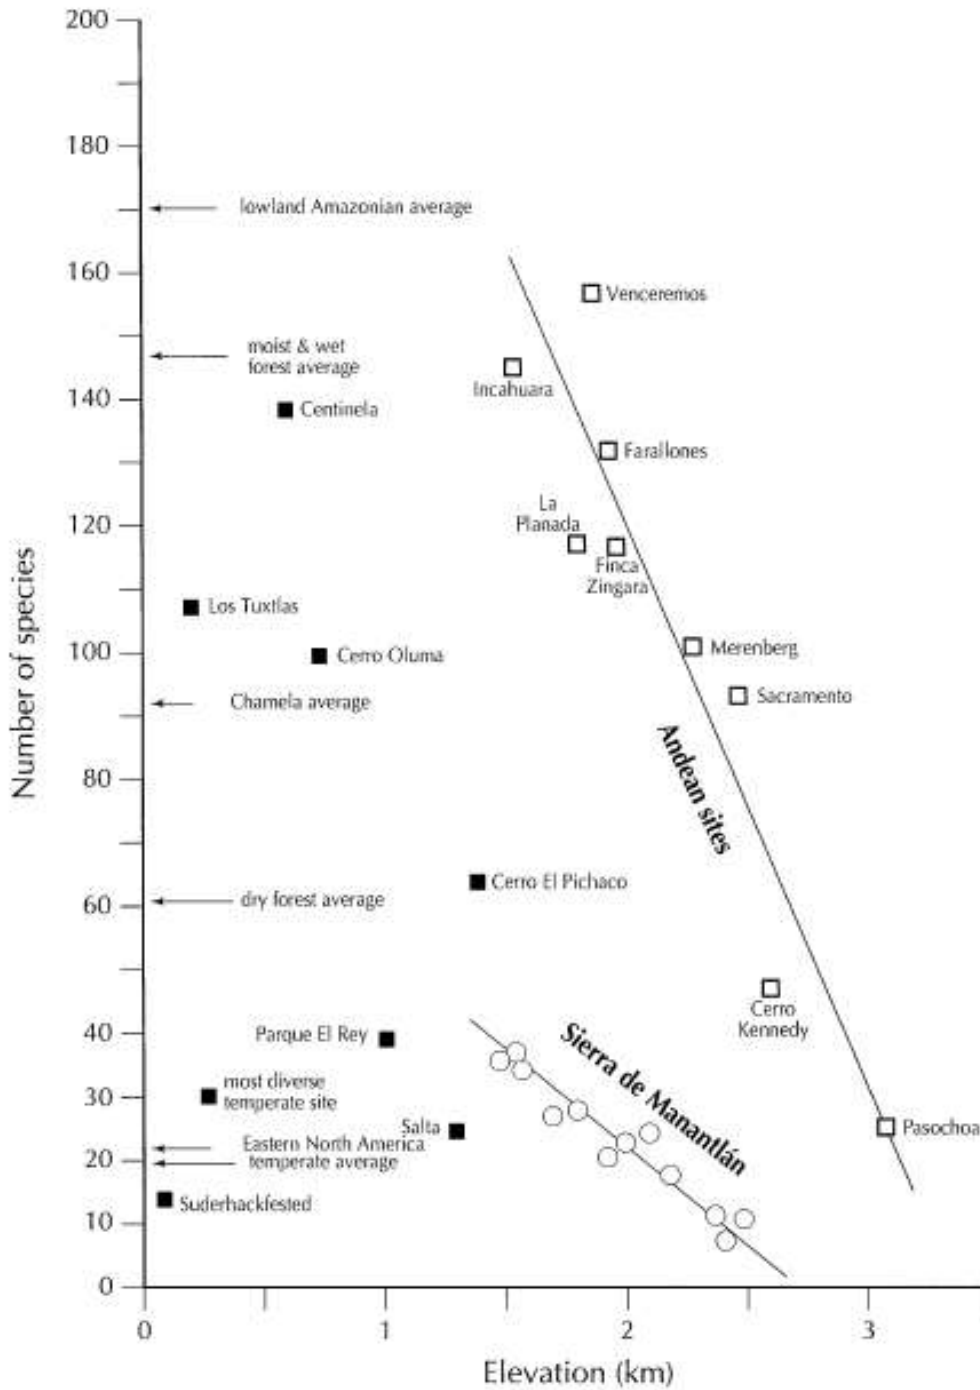 200
180
lowland Amazonian average
160
Venceremos
moist & wet
forest average
Incahuara
140
Centinela
Farallones
La
Planada
120
Finca
Zingara
Los Tuxtlas
100
Cerro Oluma
Merenberg
Chamela average
Sacramento
Number of species
Andean sites
80
Cerro El Pichaco
dry forest average
60
Cerro
Kennedy
40
Parque El Rey
Sierra de Manantlán
most diverse
temperate site
30
Salta
Pasochoa
Eastern North America
temperate average
20
Suderhackfested
10
0
0
1
2
3
Elevation (km)